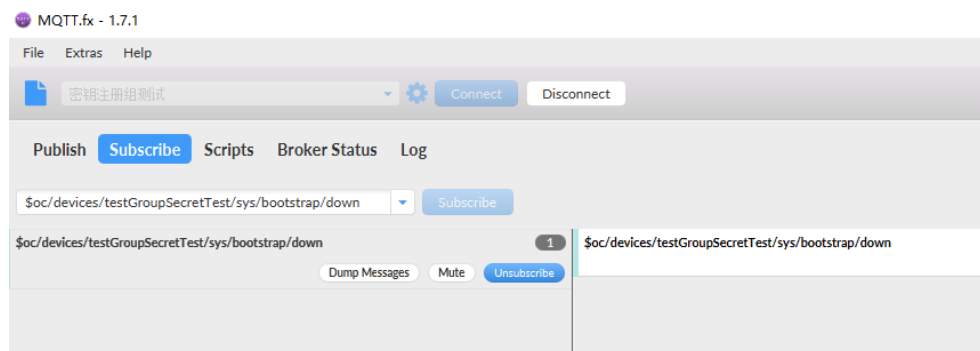 MQTT.fx - 1.7.1
File Extras Help
密钥注册组测试 Connect Disconnect
Publish Subscribe Scripts Broker Status Log
$oc/devices/testGroupSecretTest/sys/bootstrap/down Subscribe
$oc/devices/testGroupSecretTest/sys/bootstrap/down 1 $oc/devices/testGroupSecretTest/sys/bootstrap/down
Dump Messages Mute Unsubscribe